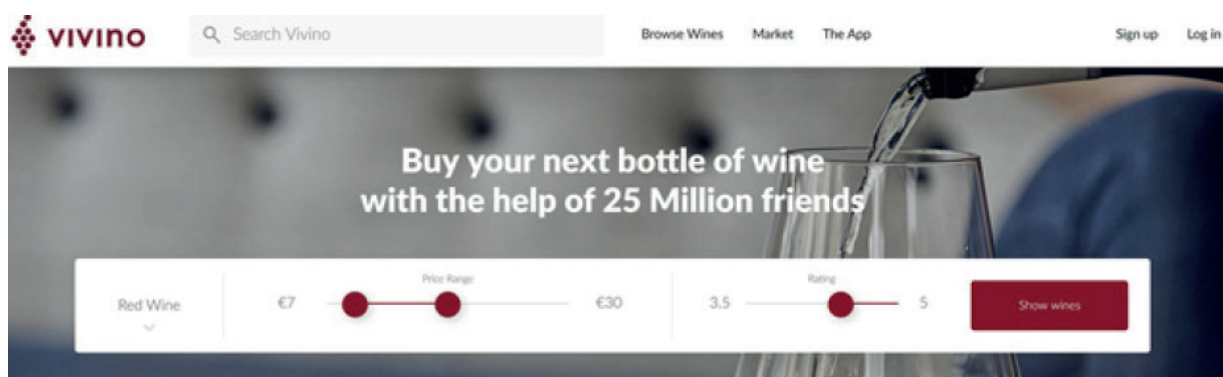 VIVINO
Search Vivino
Browse Wines Market The App
Sign up Log in
Buy your next bottle of wine
with the help of 25 Million friends
Price Range
Rating
Red Wine €7 €30 3.5 5 Show wines